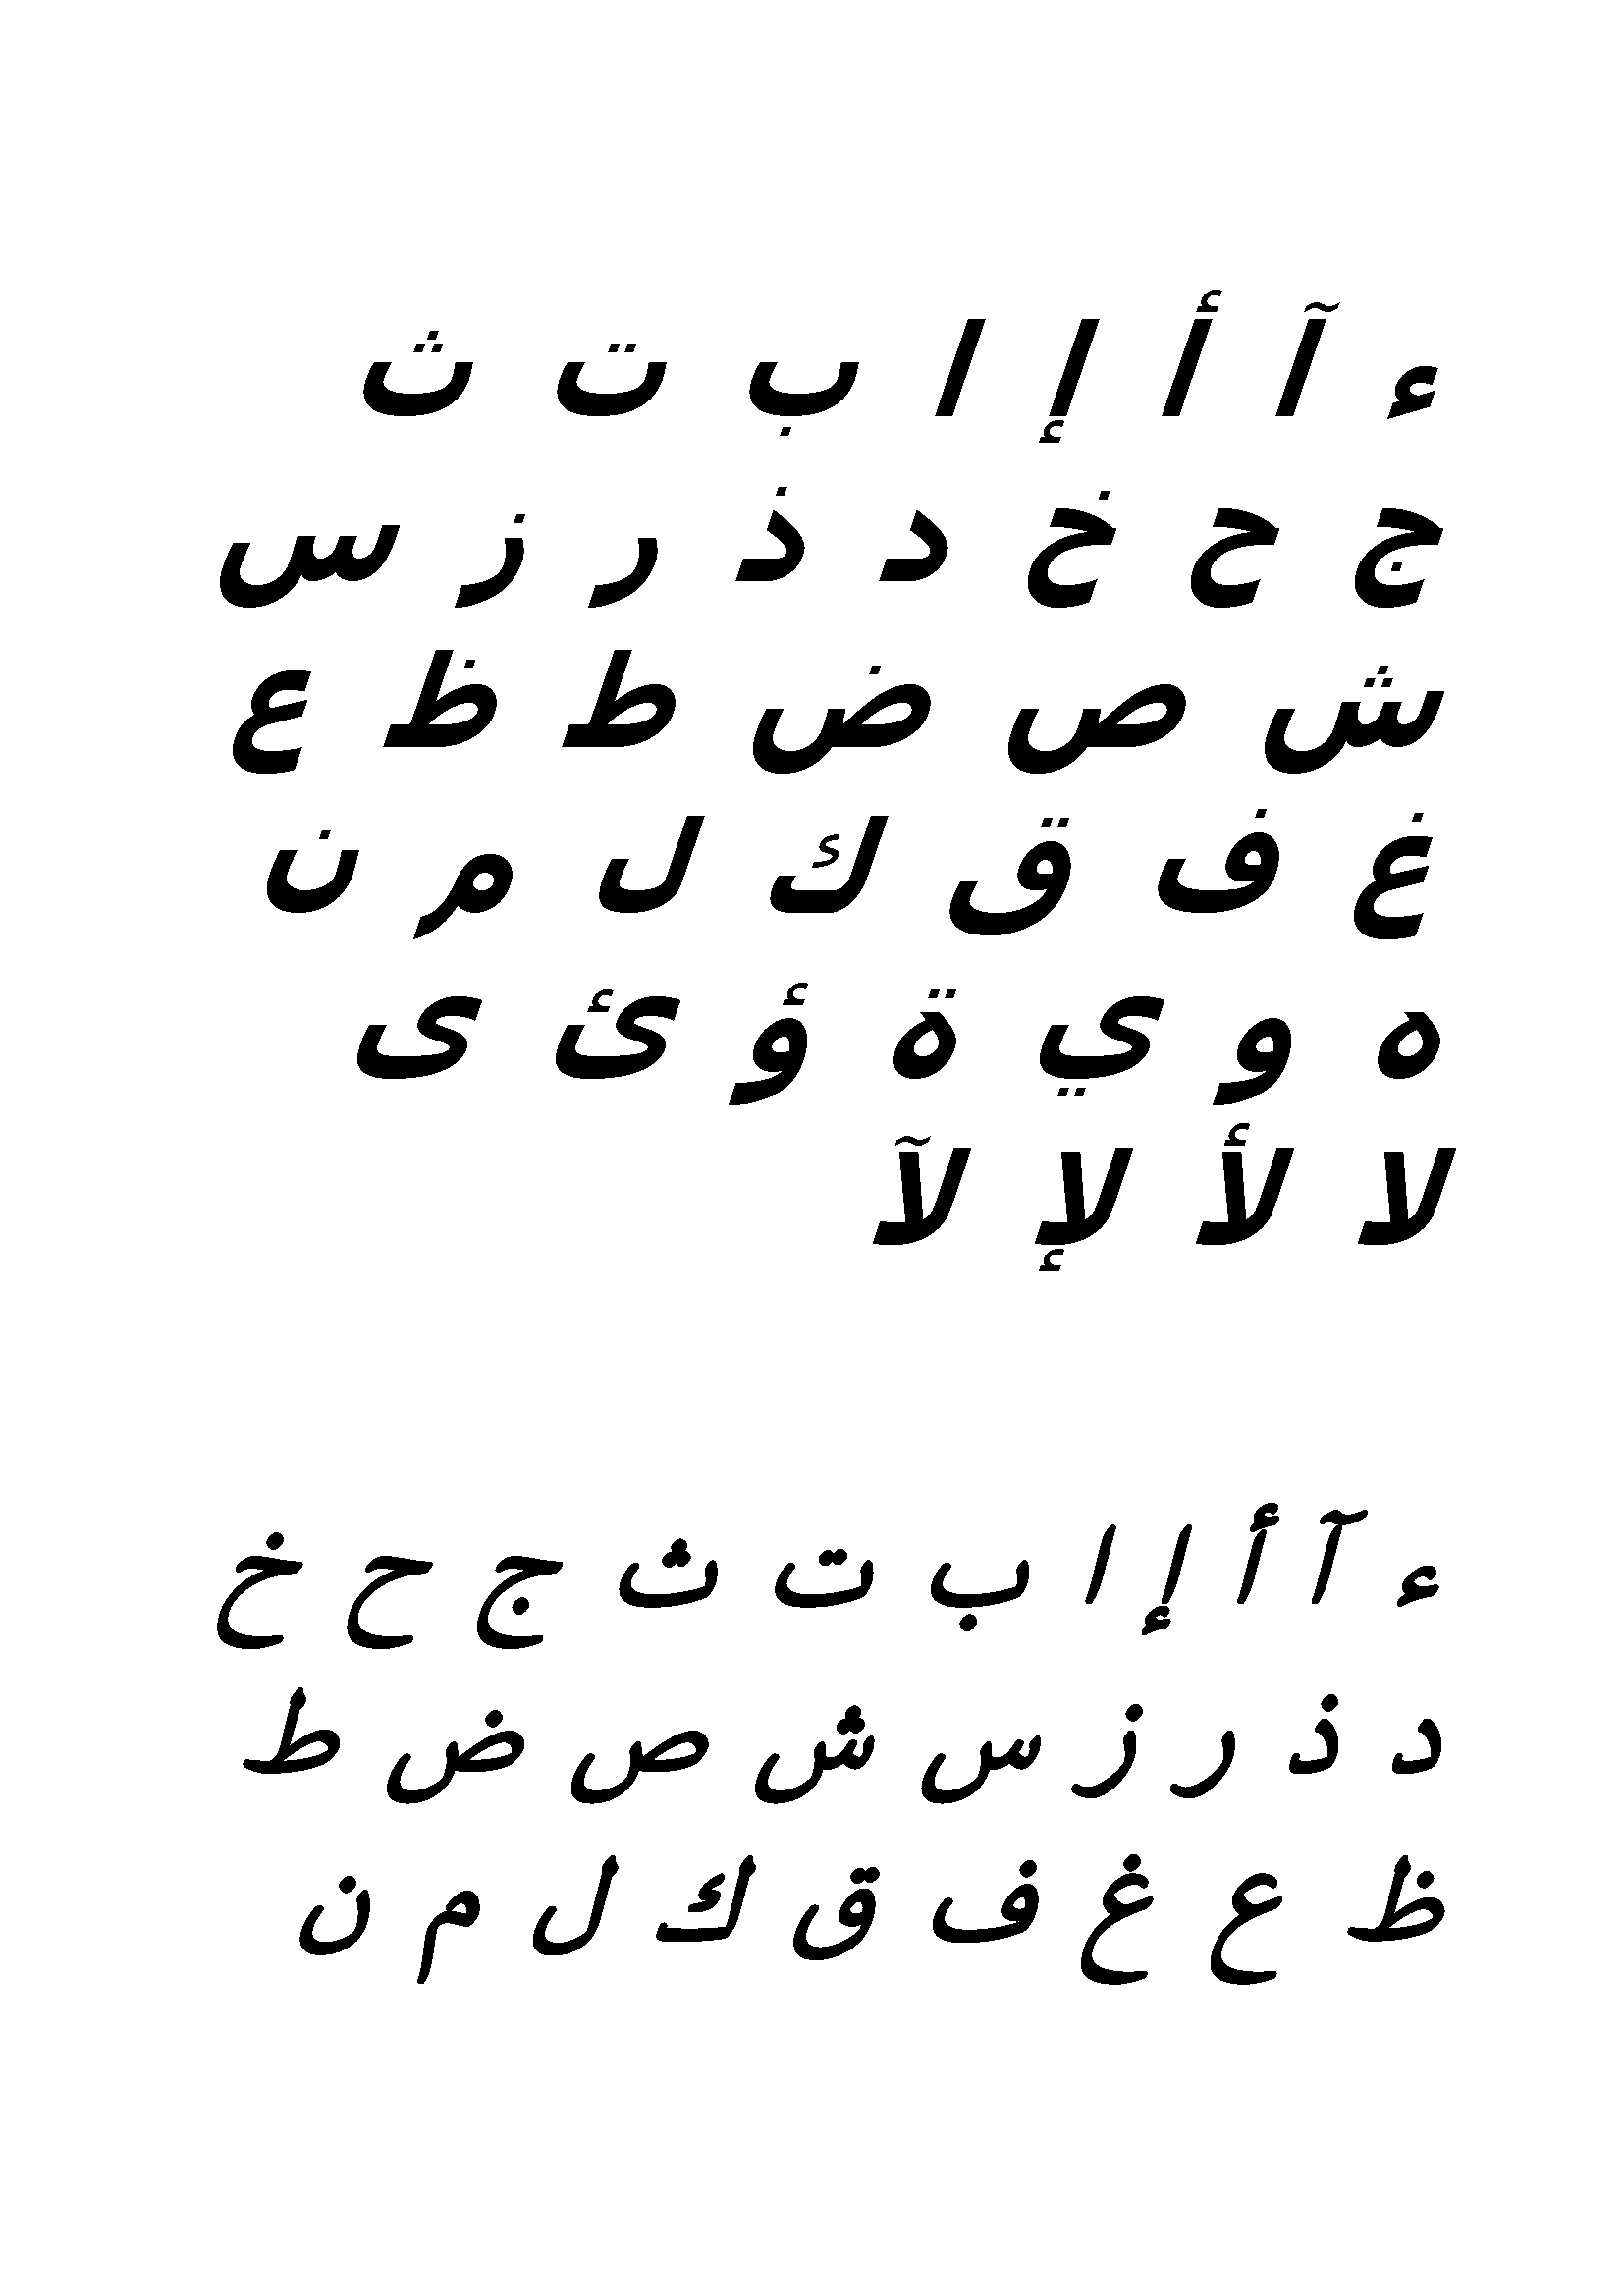 ء آ أ إ ا ب ت ث
ج ح خ د ذ ر ز س
ش ص ض ط ظ ع
غ ف ق ك ل م ن
ه و ي ة ؤ ئ ى
لا لأ لإ لآ
ء آ أ إ ا ب ت ث ج ح خ
د ذ ر ز س ش ص ض ط
ظ ع غ ف ق ك ل م ن